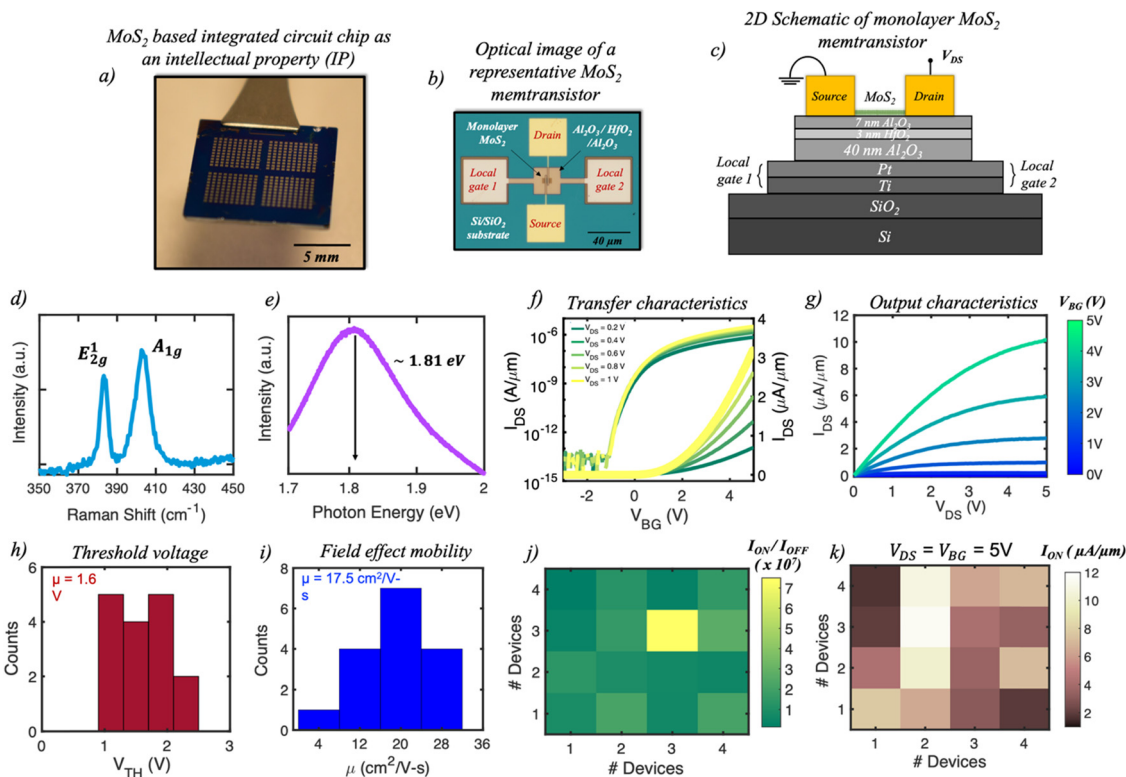 MoS2 based integrated circuit chip as
an intellectual property (IP)
a)
5 mm
Optical image of a
representative MoS2
memtransistor
b)
Monolayer
MoS2
Drain
Al2O3/ HfO2
/Al2O3
Local
gate 1
Local
gate 2
Si/SiO2
substrate
Source
40 μm
2D Schematic of monolayer MoS2
memtransistor
c)
VDS
Source
MoS2
Drain
7 nm Al2O3
3 nm HfO2
40 nm Al2O3
Local
gate 1
Pt
Ti
Local
gate 2
SiO2
Si
d)
E12g
A1g
Intensity (a.u.)
350 370 390 410 430 450
Raman Shift (cm-1)
e)
~ 1.81 eV
Intensity (a.u.)
1.7 1.8 1.9 2
Photon Energy (eV)
f) Transfer characteristics
VDS = 0.2 V
VDS = 0.4 V
VDS = 0.6 V
VDS = 0.8 V
VDS = 1 V
IDS (A/μm)
10-6
10-9
10-12
10-15
IDS (μA/μm)
4
3
2
1
0
-2 0 2 4
VBG (V)
g) Output characteristics
VBG (V)
5V
4V
3V
2V
1V
0V
IDS (μA/μm)
12
10
8
6
4
2
0
0 1 2 3 4 5
VDS (V)
h) Threshold voltage
μ = 1.6
V
Counts
6
4
2
0
0 1 2 3
VTH (V)
i) Field effect mobility
μ = 17.5 cm2/V-
s
Counts
8
6
4
2
0
4 12 20 28 36
μ (cm2/V-s)
j)
ION/ IOFF
( x 107)
7
6
5
4
3
2
1
# Devices
4
3
2
1
1 2 3 4
# Devices
k) VDS = VBG = 5V
ION ( μA/μm)
12
10
8
6
4
2
# Devices
4
3
2
1
1 2 3 4
# Devices